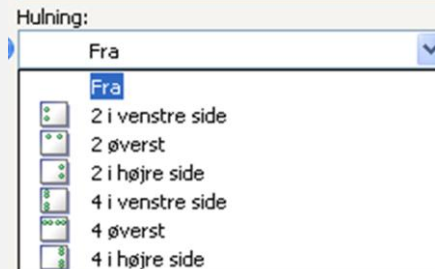 Hulning:
Fra
Fra
2 i venstre side
2 øverst
2 i højre side
4 i venstre side
4 øverst
4 i højre side